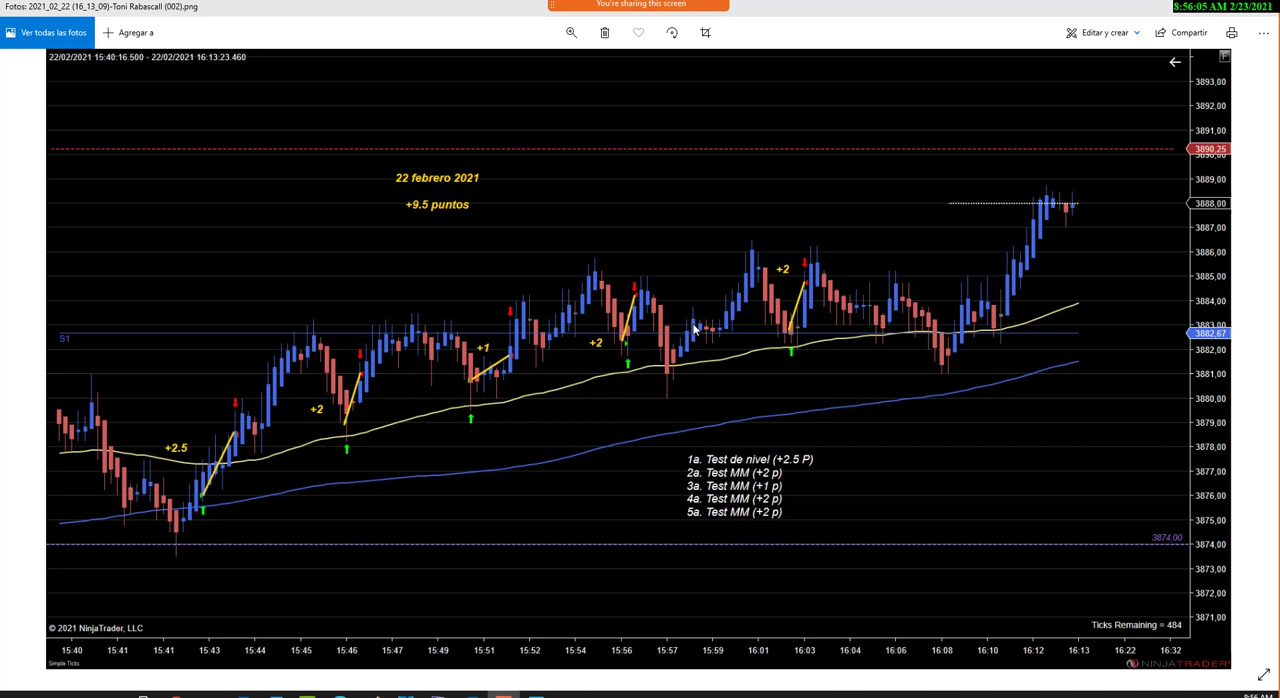 Fotos: 2021_02_22 (16_13_09)-Toni Rabascall (002).png
You're sharing this screen
8:56:05 AM 2/23/2021
Ver todas las fotos
Agregar a
Editar y crear
Compartir
22/02/2021 15:40:16.500 - 22/02/2021 16:13:23.460
F
3893,00
3892,00
3891,00
3890,25
3890,00
22 febrero 2021
3889,00
+9.5 puntos
3888,00
3887,00
3886,00
+2
3885,00
3884,00
3883,00
S1
3882,67
+1
+2
3882,00
3881,00
3880,00
+2
3879,00
+2.5
3878,00
1a. Test de nivel (+2.5 P)
2a. Test MM (+2 p)
3877,00
3a. Test MM (+1 p)
4a. Test MM (+2 p)
3876,00
5a. Test MM (+2 p)
3875,00
3874,00
3874,00
3873,00
3872,00
3871,00
© 2021 NinjaTrader, LLC
Ticks Remaining = 484
15:40 15:41 15:41 15:43 15:44 15:46 15:47 15:49 15:51 15:52 15:54 15:56 15:57 15:59 16:01 16:03 16:04 16:06 16:08 16:10 16:12 16:13 16:22 16:32
Simple Ticks
NINJATRADER